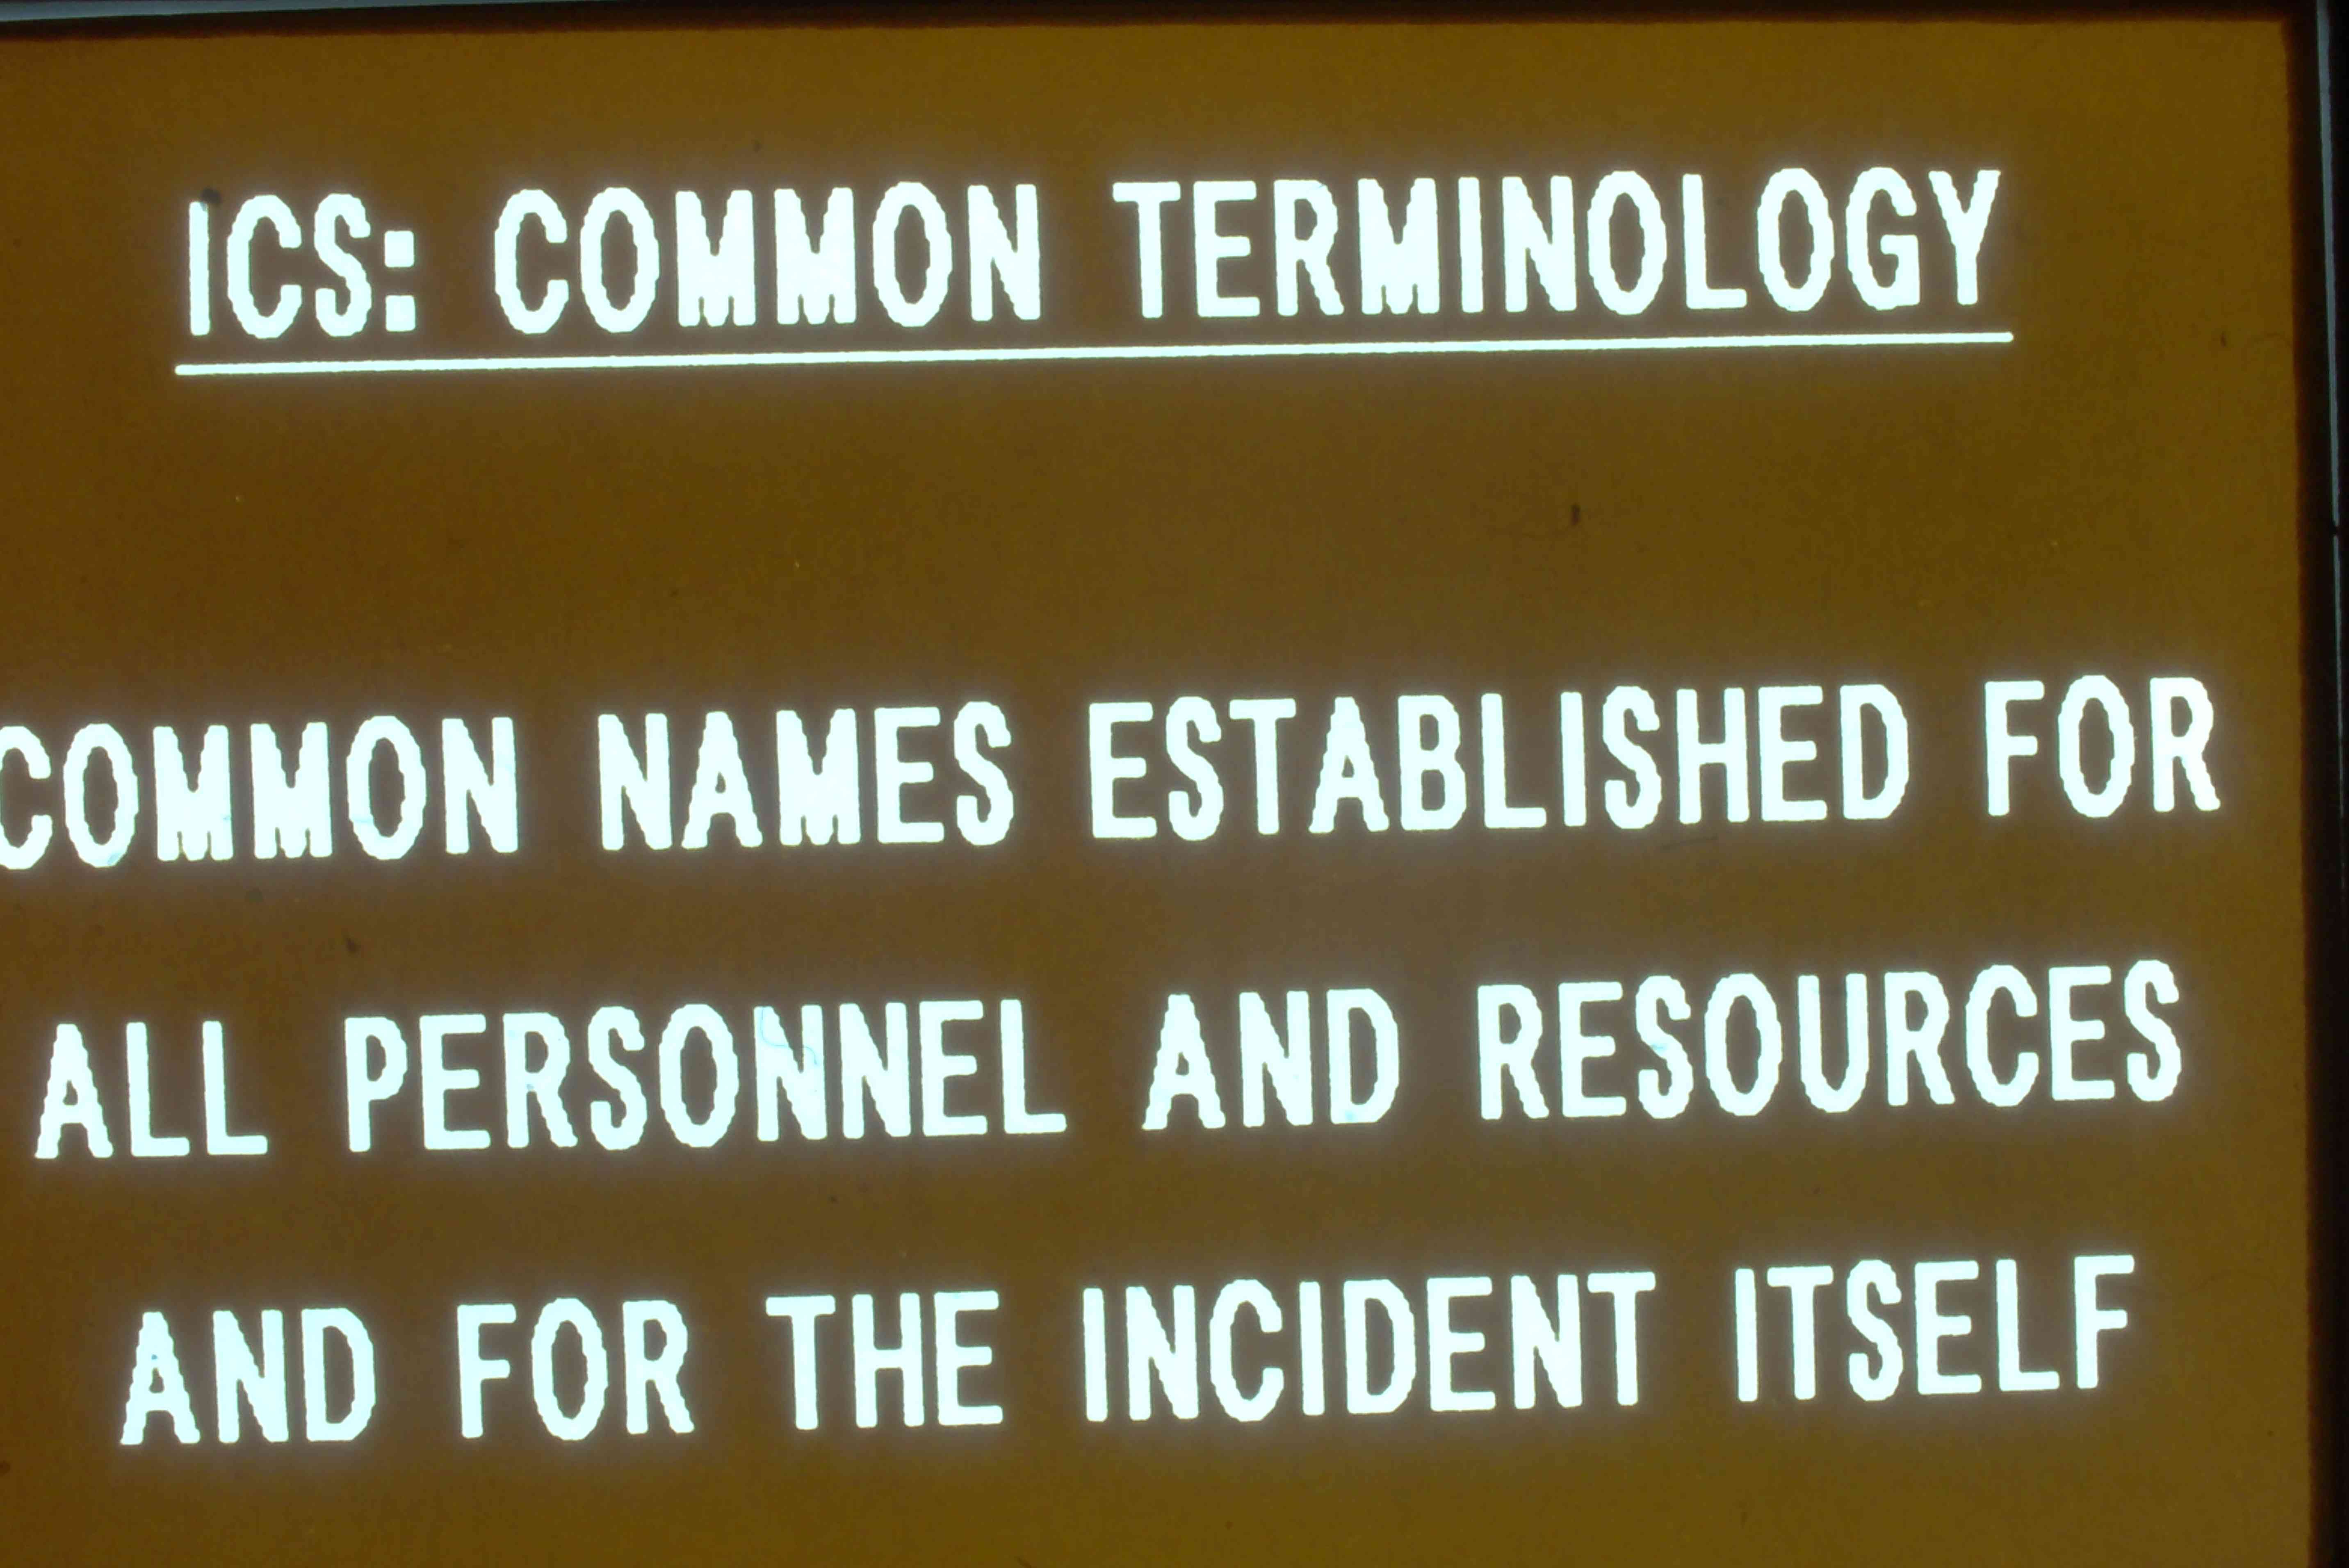 ICS: COMMON TERMINOLOGY
COMMON NAMES ESTABLISHED FOR
ALL PERSONNEL AND RESOURCES
AND FOR THE INCIDENT ITSELF